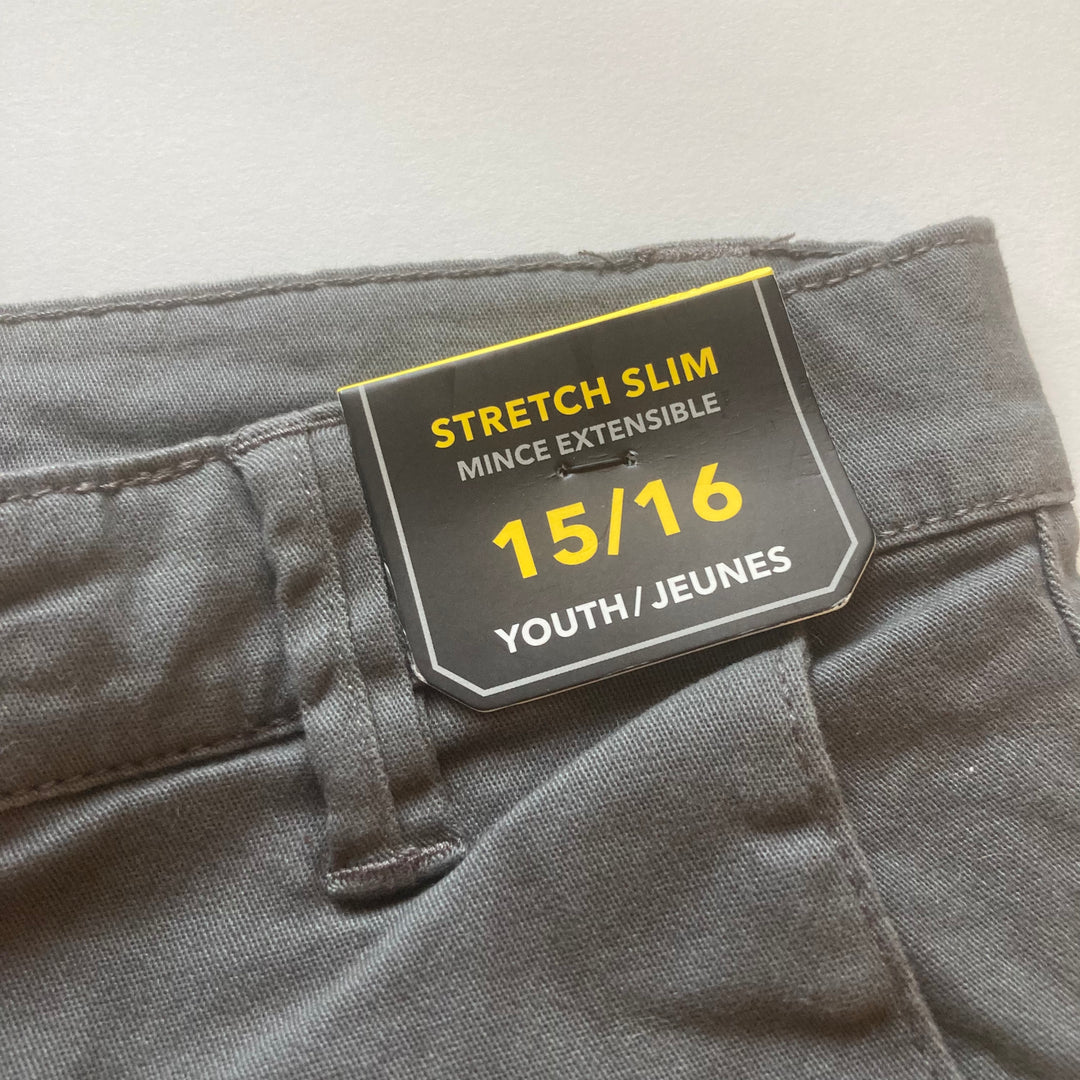 STRETCH SLIM
MINCE EXTENSIBLE
15/16
YOUTH/JEUNES